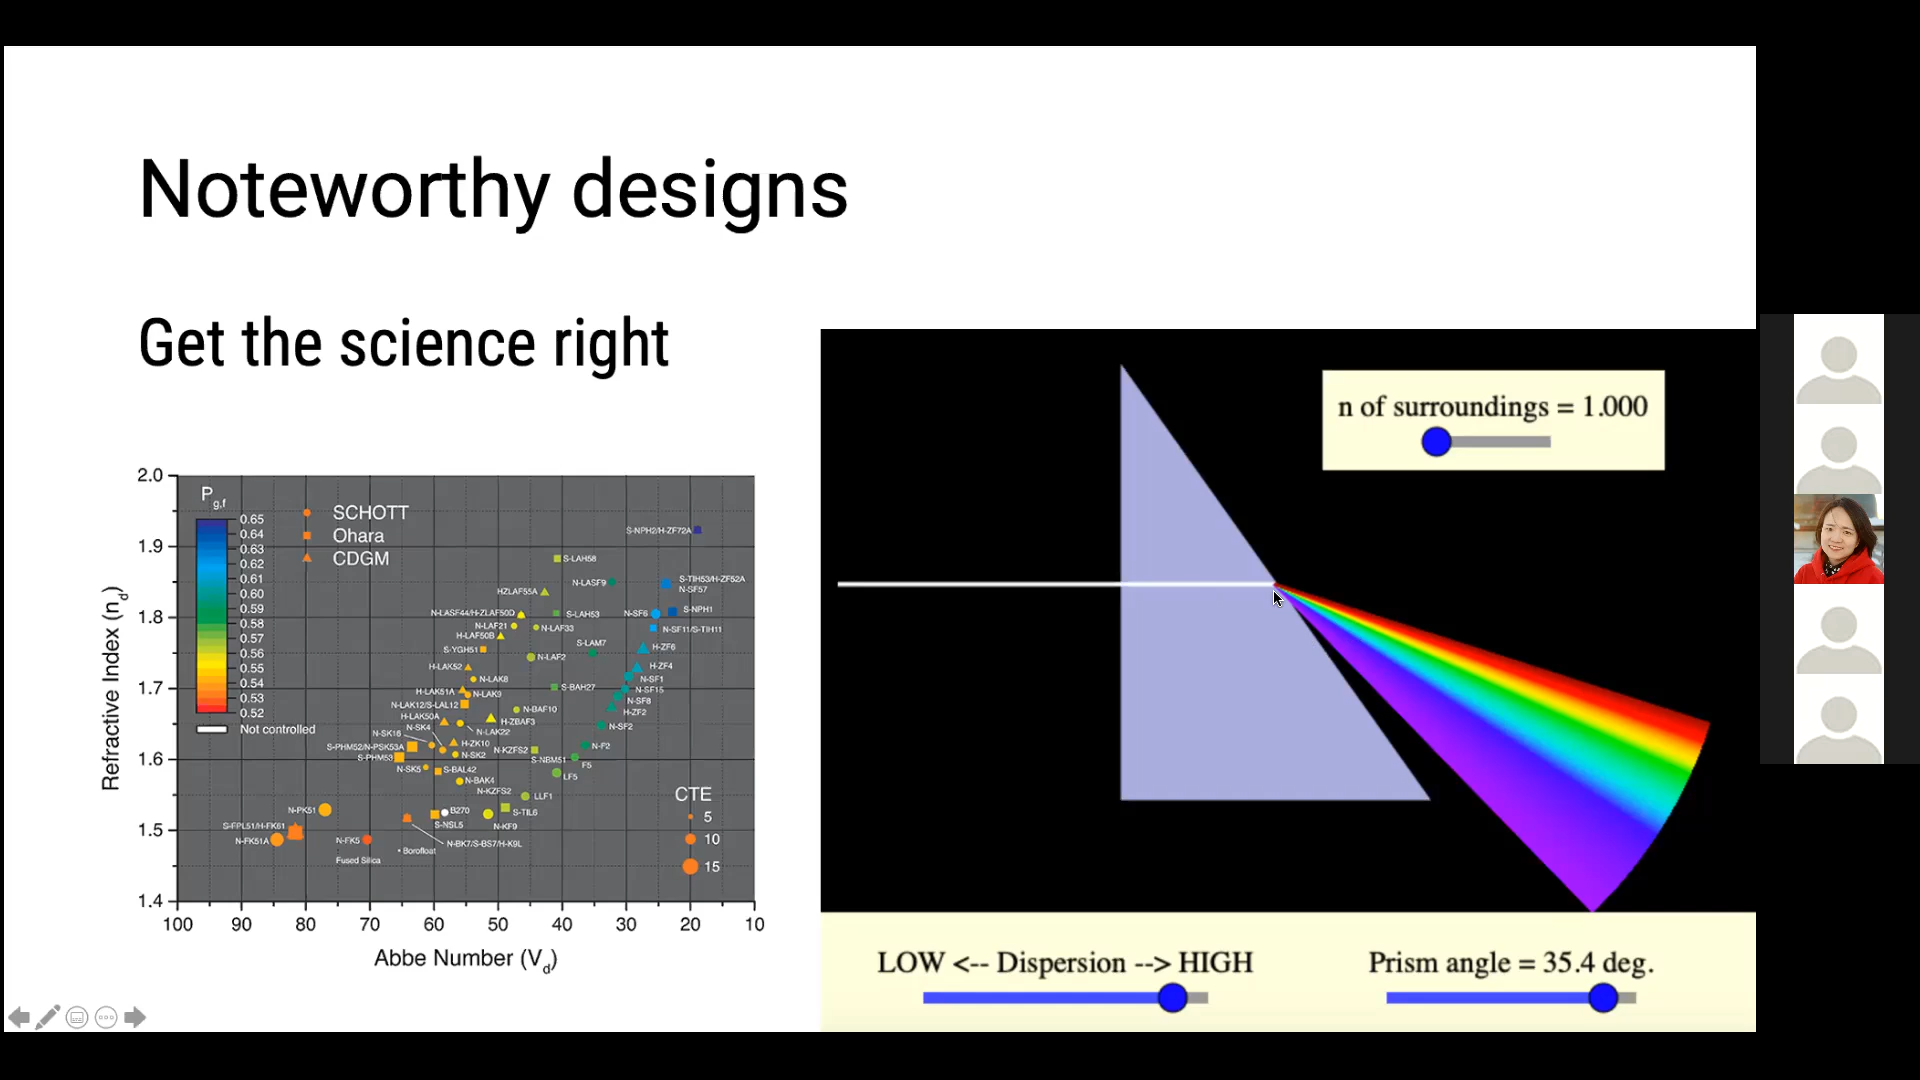 Noteworthy designs
Get the science right
n of surroundings = 1.000
LOW <-- Dispersion --> HIGH
Prism angle = 35.4 deg.
Refractive Index (nd)
2.0
1.9
1.8
1.7
1.6
1.5
1.4
Pg,f
0.65
0.64
0.63
0.62
0.61
0.60
0.59
0.58
0.57
0.56
0.55
0.54
0.53
0.52
Not controlled
SCHOTT
Ohara
CDGM
S-NPH2/H-ZF72A
S-LAH58
N-LASF9
S-TIH53/H-ZF52A
N-SF57
HZLAF55A
N-LASF44/H-ZLAF50D
S-LAH53
N-SF6
S-NPH1
N-LAF21
N-LAF33
N-SF11/S-TIH11
H-LAF50B
S-YGH51
S-LAM7
H-ZF6
N-LAF2
H-LAK52
H-ZF4
N-LAK8
N-SF1
H-LAK51A
N-LAK9
S-BAH27
N-SF15
N-LAK12/S-LAL12
N-SF8
H-LAK50A
N-BAF10
H-ZF2
N-SK4
H-ZBAF3
N-SF2
N-SK16
N-LAK22
S-PHM52/N-PSK53A
H-ZK10
N-KZFS2
N-F2
S-PHM53
N-SK2
S-NBM51
F5
N-SK5
S-BAL42
LF5
N-BAK4
N-KZFS2
LLF1
N-PK51
B270
S-TIL6
S-FPL51/H-FK61
S-NSL5
N-KF9
N-FK51A
N-FK5
Borofloat
N-BK7/S-BS7/H-K9L
Fused Silica
CTE
5
10
15
100 90 80 70 60 50 40 30 20 10
Abbe Number (Vd)